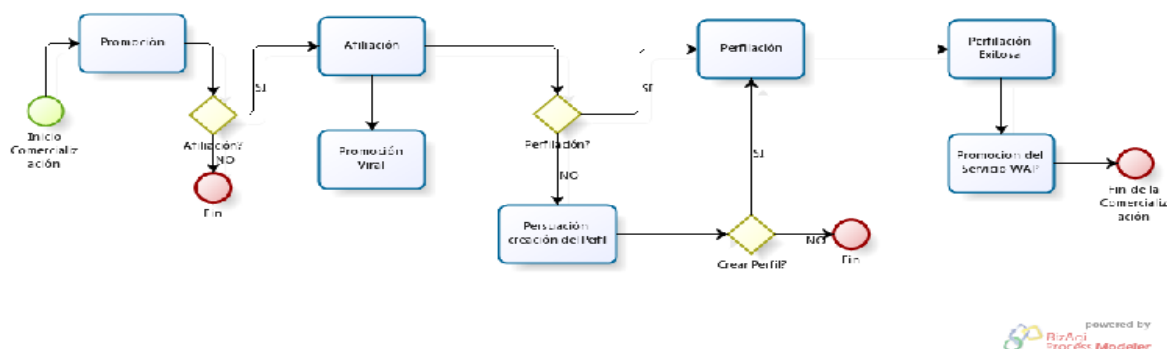 Promoción
Afiliación
Perfilación
Perfilación
Exitosa
SI
SI
Inicio
Comercializ
ación
Afiliación?
NO
Promoción
Viral
Perfilación?
NO
SI
Promocion del
Servicio WAP
Fin de la
Comercializ
ación
Fin
Persuación
creación del Perfil
Crear Perfil?
NO
Fin
powered by
BizAgi
Process Modeler